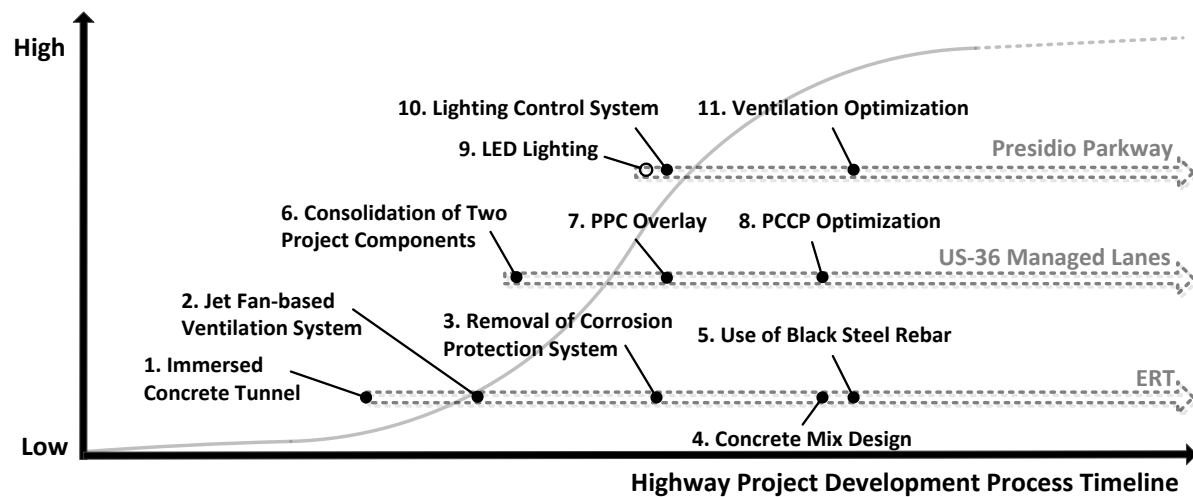 High
10. Lighting Control System
11. Ventilation Optimization
9. LED Lighting
Presidio Parkway
6. Consolidation of Two
Project Components
7. PPC Overlay
8. PCCP Optimization
US-36 Managed Lanes
2. Jet Fan-based
Ventilation System
3. Removal of Corrosion
Protection System
5. Use of Black Steel Rebar
1. Immersed
Concrete Tunnel
ERT
4. Concrete Mix Design
Low
Highway Project Development Process Timeline